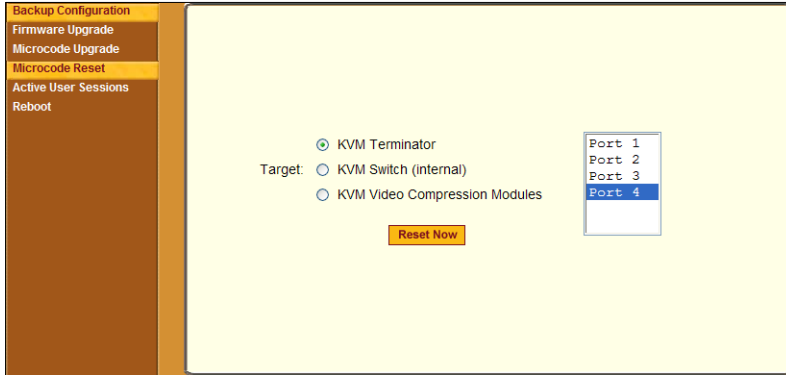 Backup Configuration
Firmware Upgrade
Microcode Upgrade
Microcode Reset
Active User Sessions
Reboot
KVM Terminator
Target: KVM Switch (internal)
KVM Video Compression Modules
Port 1
Port 2
Port 3
Port 4
Reset Now